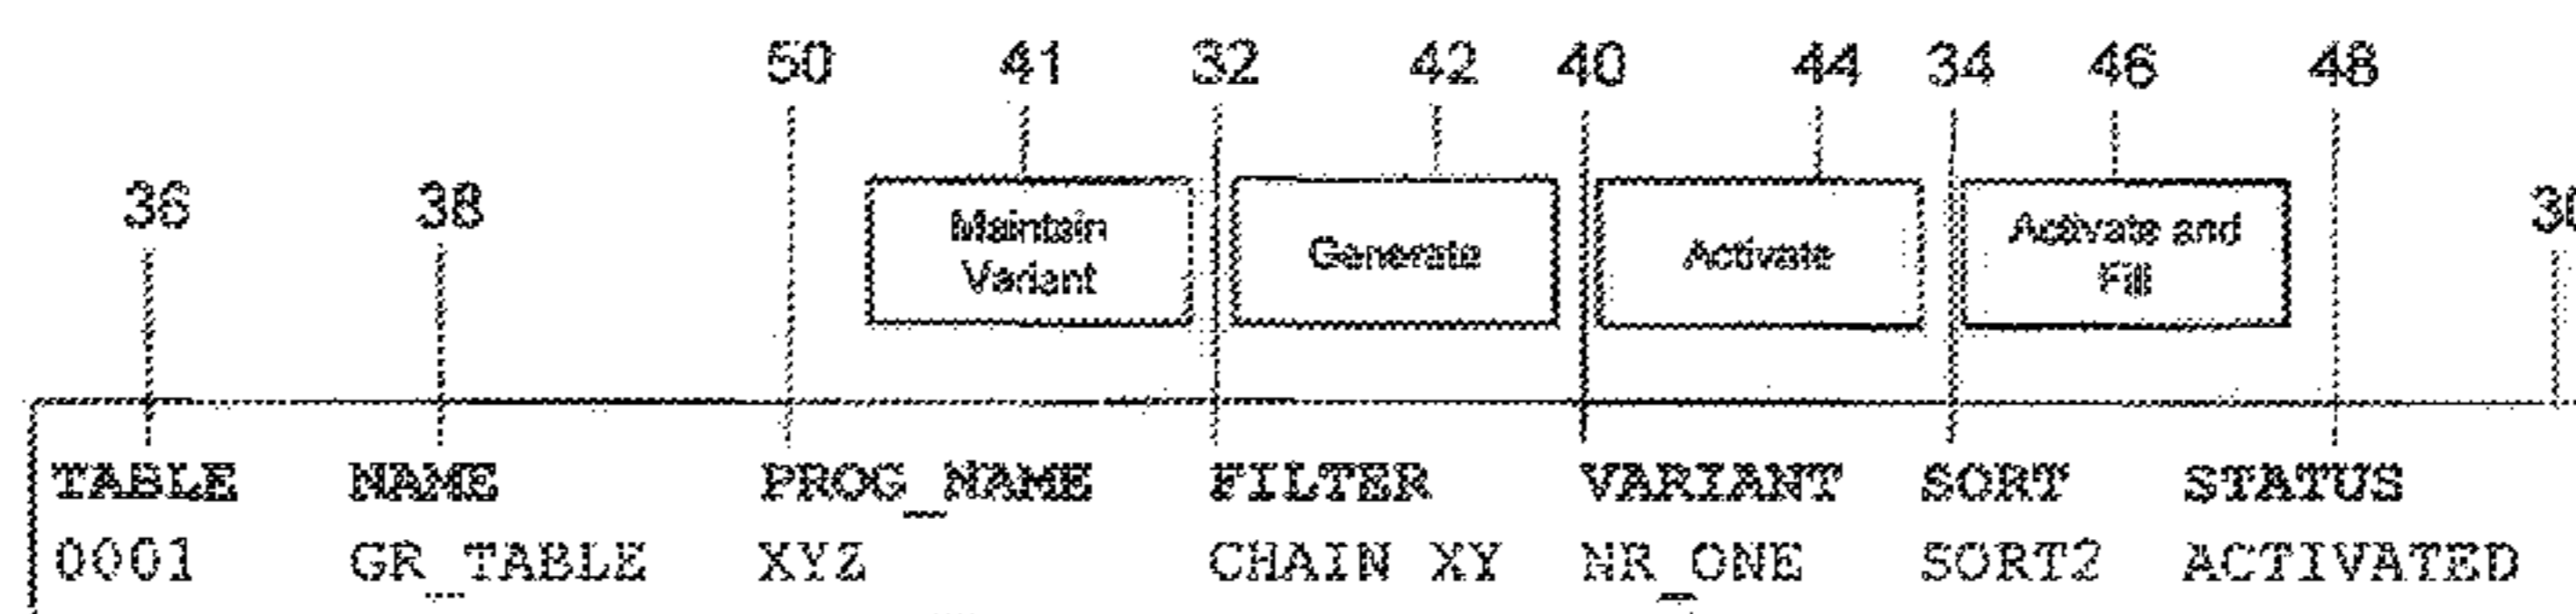 50 41 32 42 40 44 34 46 48
36 38 30
Maintain
Variant
Generate
Activate
Activate and
Fill
TABLE NAME PROG_NAME FILTER VARIANT SORT STATUS
0001 GR_TABLE XYZ CHAIN XY NR_ONE SORT2 ACTIVATED